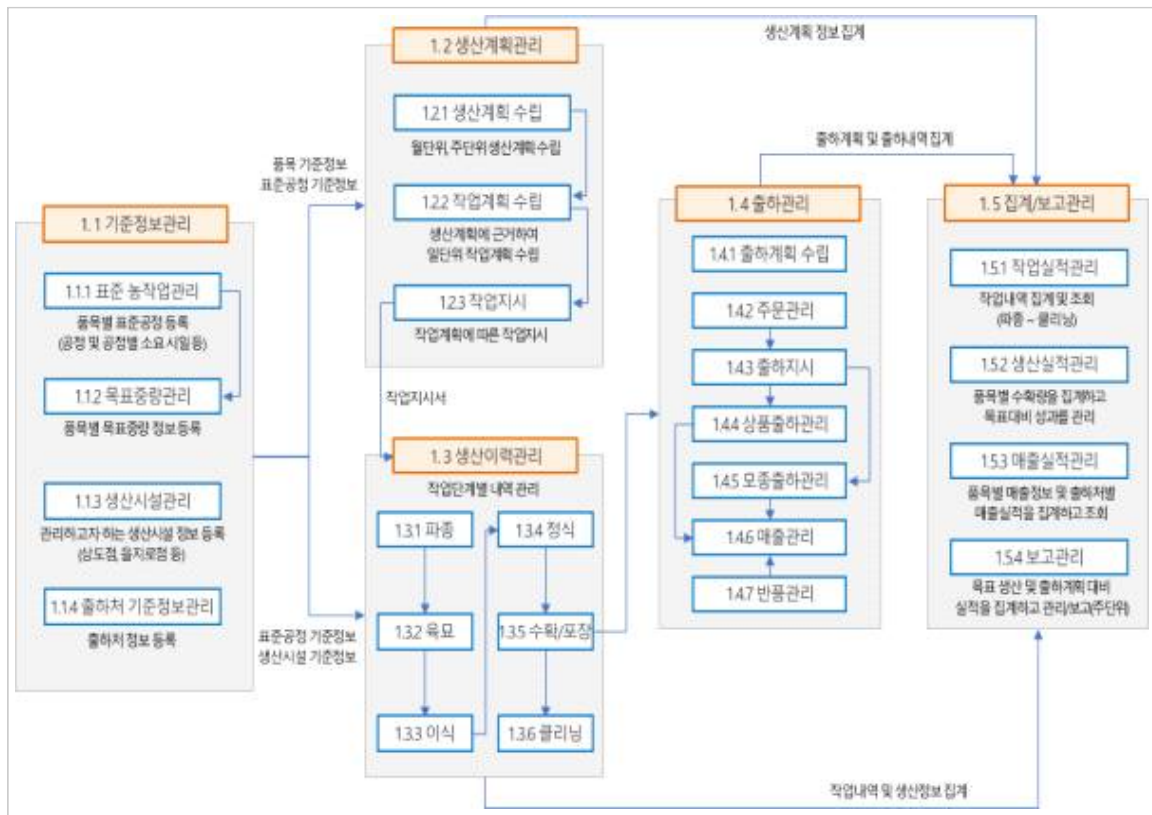 1. 1 기준정보관리
1.1.1 표준 농작업관리
품목별 표준공정 등록
(공정 및 공정별 소요 시일 등)
1.1.2 목표중량관리
품목별 목표중량 정보 등록
1.1.3 생산시설관리
관리하고자 하는 생산시설 정보 등록
(상도점, 을지로점 등)
1.1.4 출하처 기준정보관리
출하처 정보 등록
품목 기준정보
표준공정 기준정보
표준공정 기준정보
생산시설 기준정보
1. 2 생산계획관리
1.2.1 생산계획 수립
월단위, 주단위 생산계획 수립
1.2.2 작업계획 수립
생산계획에 근거하여
일단위 작업계획 수립
1.2.3 작업지시
작업계획에 따른 작업지시
작업지시서
1. 3 생산이력관리
작업단계별 내역 관리
1.3.1 파종
1.3.2 육묘
1.3.3 이식
1.3.4 정식
1.3.5 수확/포장
1.3.6 클리닝
생산계획 정보 집계
출하계획 및 출하내역 집계
1. 4 출하관리
1.4.1 출하계획 수립
1.4.2 주문관리
1.4.3 출하지시
1.4.4 상품출하관리
1.4.5 모종출하관리
1.4.6 매출관리
1.4.7 반품관리
1. 5 집계/보고관리
1.5.1 작업실적관리
작업내역 집계 및 조회
(파종 ~ 클리닝)
1.5.2 생산실적관리
품목별 수확량을 집계하고
목표대비 성과를 관리
1.5.3 매출실적관리
품목별 매출정보 및 출하처별
매출실적을 집계하고 조회
1.5.4 보고관리
목표 생산 및 출하계획 대비
실적을 집계하고 관리/보고(주단위)
작업내역 및 생산정보 집계